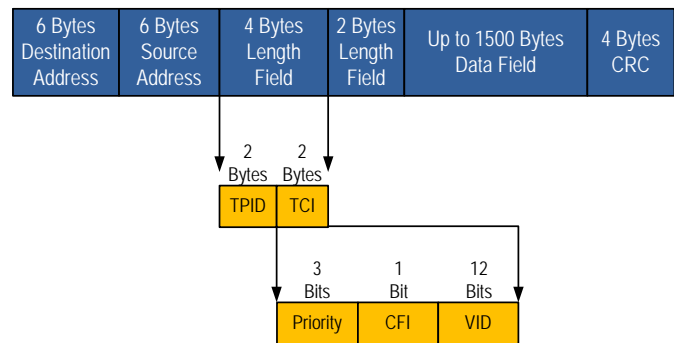 6 Bytes
Destination
Address
6 Bytes
Source
Address
4 Bytes
Length
Field
2 Bytes
Length
Field
Up to 1500 Bytes
Data Field
4 Bytes
CRC
2
Bytes
2
Bytes
TPID
TCI
3
Bits
1
Bit
12
Bits
Priority
CFI
VID